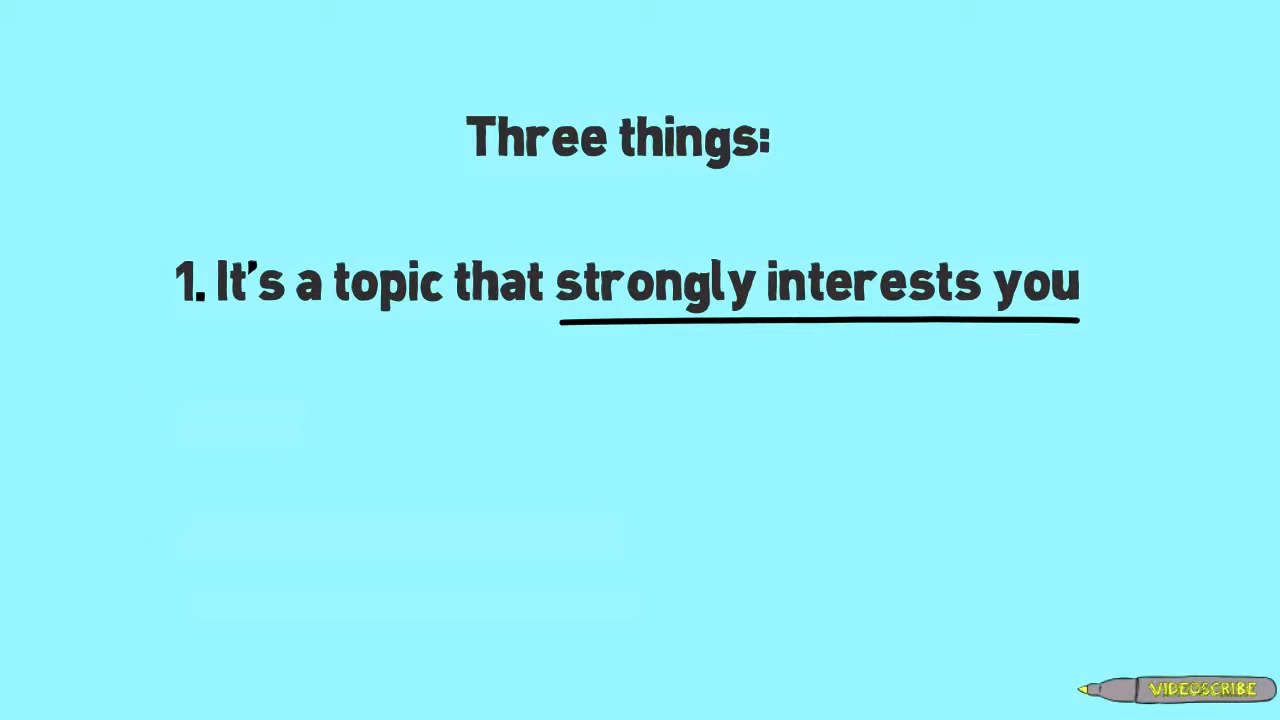 Three things:
1. It's a topic that strongly interests you
VIDEOSCRIBE